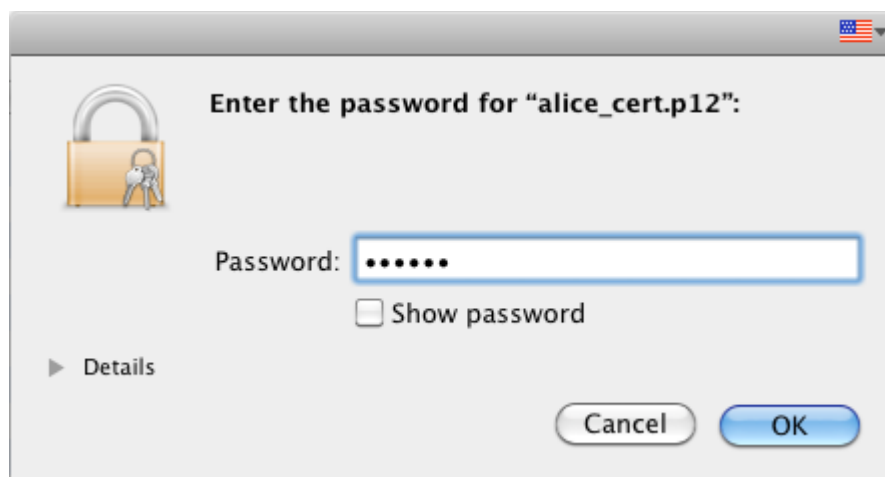 Enter the password for “alice_cert.p12”:
Password: ••••••
Show password
Details
Cancel OK